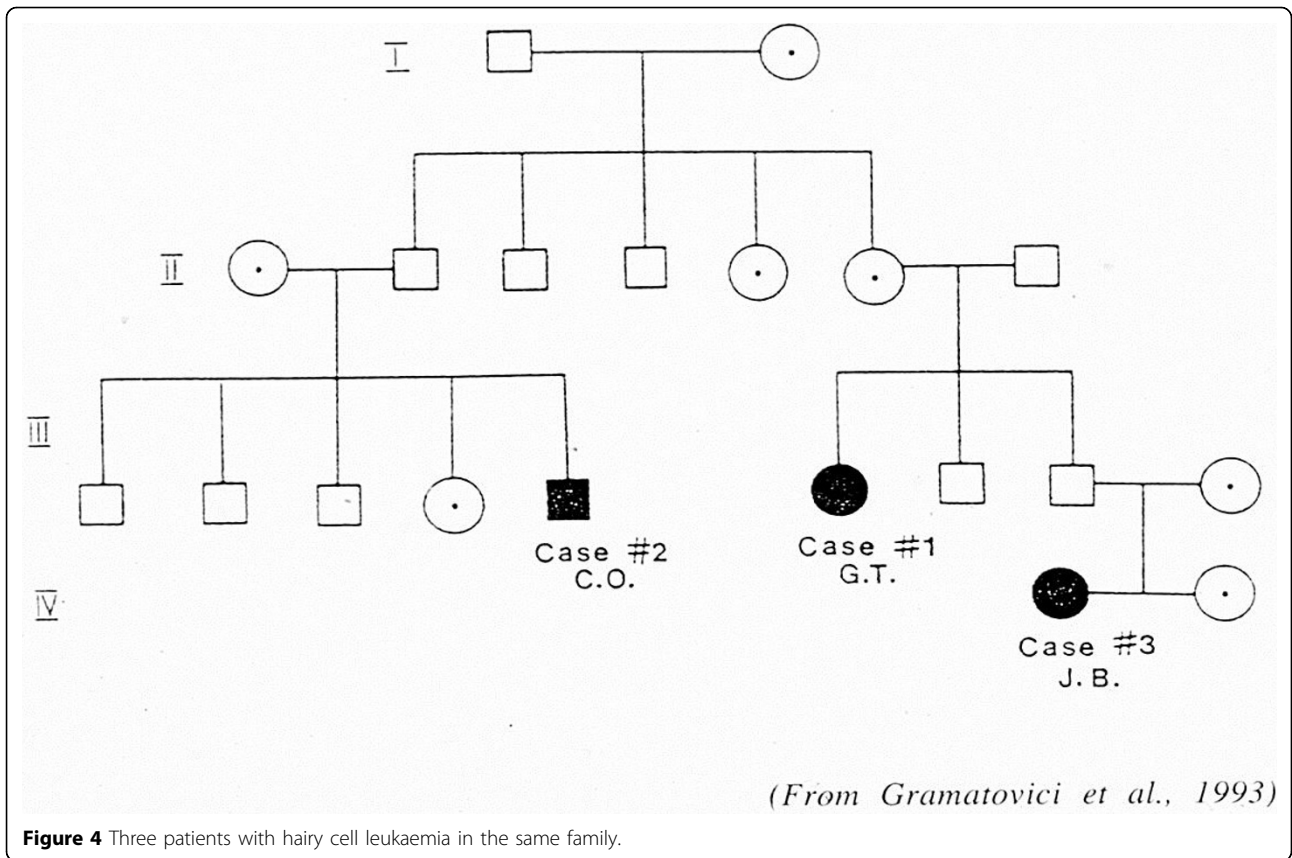 I
II
III
Case #2
C.O.
Case #1
G.T.
IV
Case #3
J.B.
(From Gramatovici et al., 1993)
Figure 4 Three patients with hairy cell leukaemia in the same family.